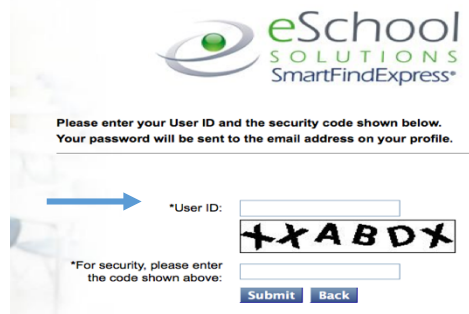 eSchool
SOLUTIONS
SmartFindExpress®
Please enter your User ID and the security code shown below.
Your password will be sent to the email address on your profile.
*User ID:
XXABDX
*For security, please enter
the code shown above:
Submit Back